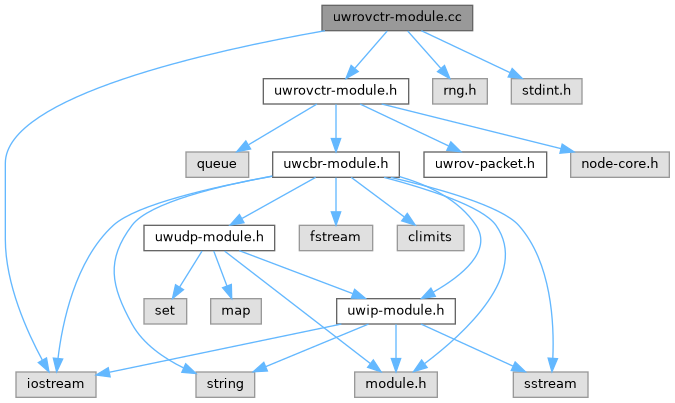 uwrovctr-module.cc
uwrovctr-module.h
rng.h
stdint.h
queue
uwcbr-module.h
uwrov-packet.h
node-core.h
uwudp-module.h
fstream
climits
set
map
uwip-module.h
iostream
string
module.h
sstream